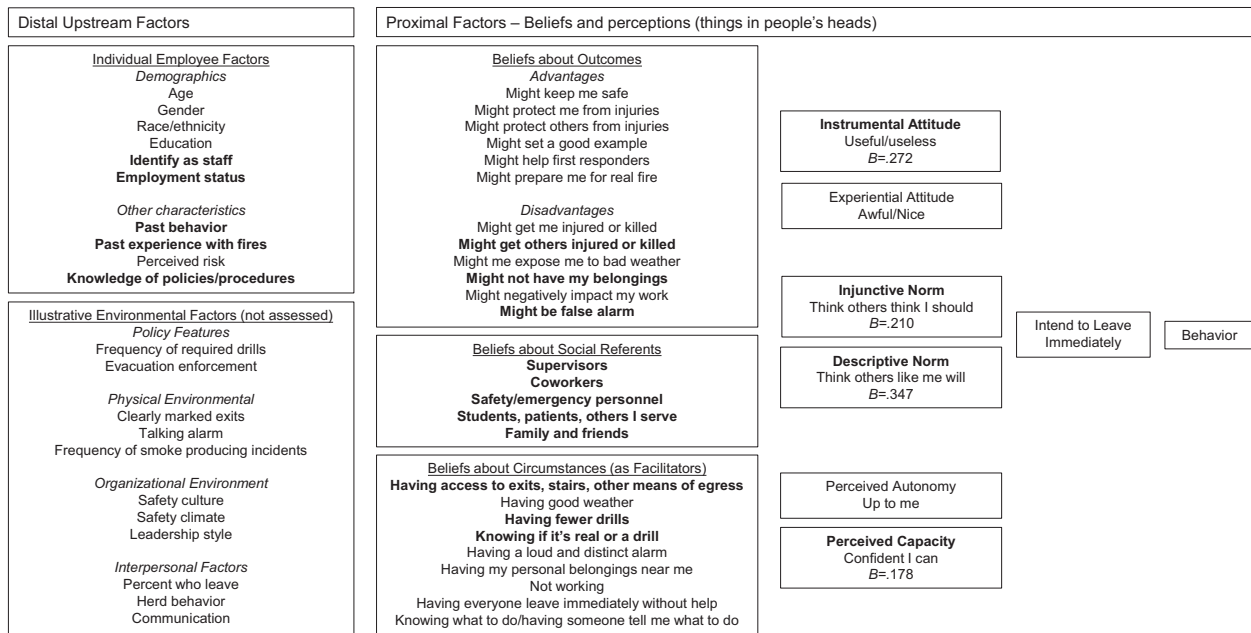 Distal Upstream Factors
Proximal Factors – Beliefs and perceptions (things in people's heads)
Individual Employee Factors
Demographics
Age
Gender
Race/ethnicity
Education
Identify as staff
Employment status
Other characteristics
Past behavior
Past experience with fires
Perceived risk
Knowledge of policies/procedures
Illustrative Environmental Factors (not assessed)
Policy Features
Frequency of required drills
Evacuation enforcement
Physical Environmental
Clearly marked exits
Talking alarm
Frequency of smoke producing incidents
Organizational Environment
Safety culture
Safety climate
Leadership style
Interpersonal Factors
Percent who leave
Herd behavior
Communication
Beliefs about Outcomes
Advantages
Might keep me safe
Might protect me from injuries
Might protect others from injuries
Might set a good example
Might help first responders
Might prepare me for real fire
Disadvantages
Might get me injured or killed
Might get others injured or killed
Might me expose me to bad weather
Might not have my belongings
Might negatively impact my work
Might be false alarm
Beliefs about Social Referents
Supervisors
Coworkers
Safety/emergency personnel
Students, patients, others I serve
Family and friends
Beliefs about Circumstances (as Facilitators)
Having access to exits, stairs, other means of egress
Having good weather
Having fewer drills
Knowing if it's real or a drill
Having a loud and distinct alarm
Having my personal belongings near me
Not working
Having everyone leave immediately without help
Knowing what to do/having someone tell me what to do
Instrumental Attitude
Useful/useless
B=.272
Experiential Attitude
Awful/Nice
Injunctive Norm
Think others think I should
B=.210
Descriptive Norm
Think others like me will
B=.347
Perceived Autonomy
Up to me
Perceived Capacity
Confident I can
B=.178
Intend to Leave
Immediately
Behavior